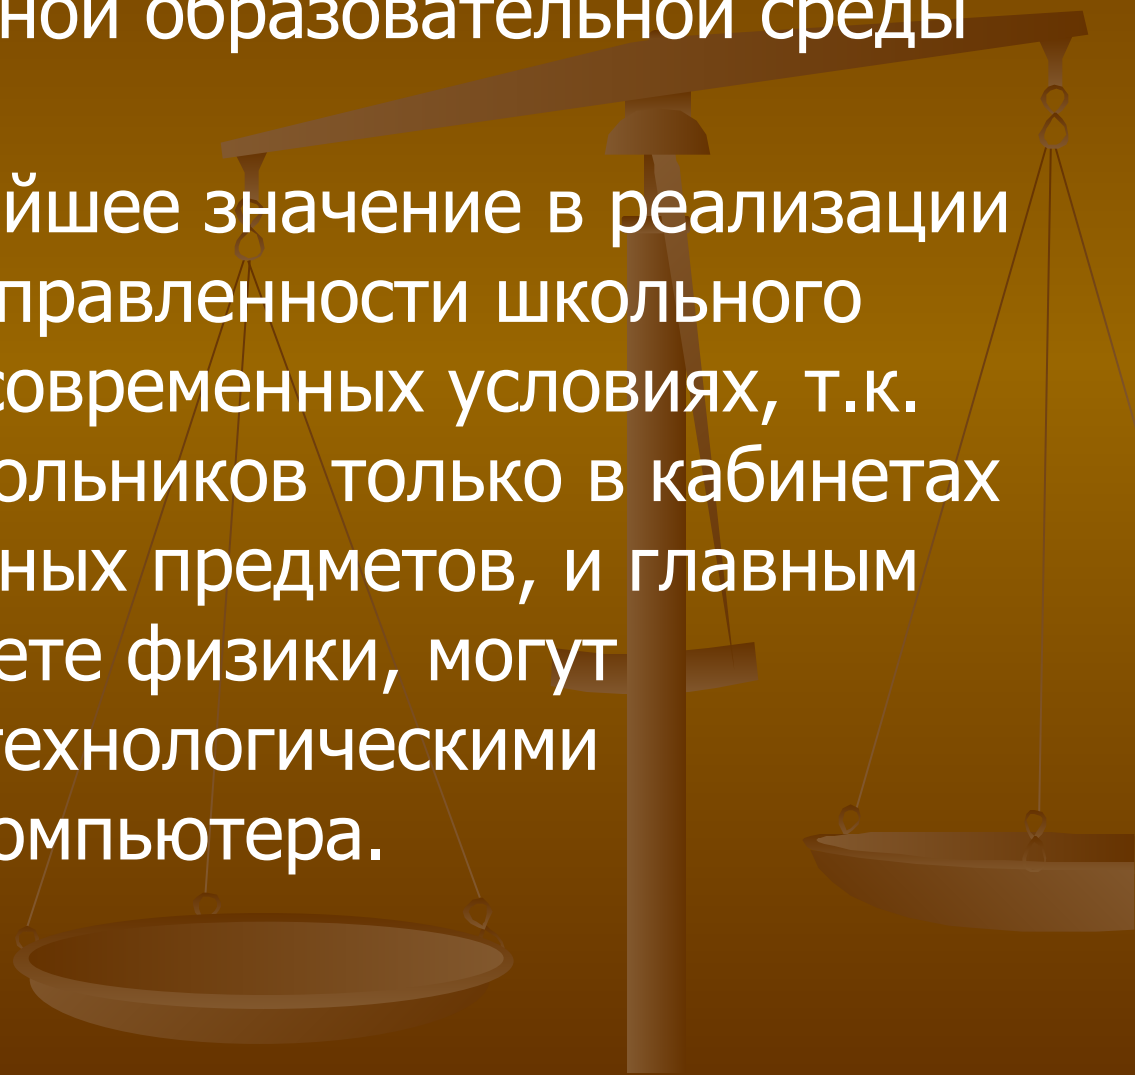 ной образовательной среды
йшее значение в реализации
правленности школьного
современных условиях, т.к.
ольников только в кабинетах
ных предметов, и главным
ете физики, могут
технологическими
омпьютера.